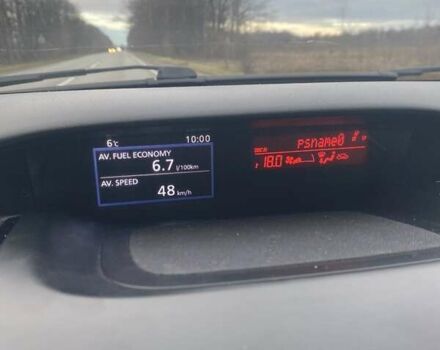 6℃ 10:00
AV. FUEL ECONOMY
6.7 l/100km
AV. SPEED
48 km/h
psname0
18.0